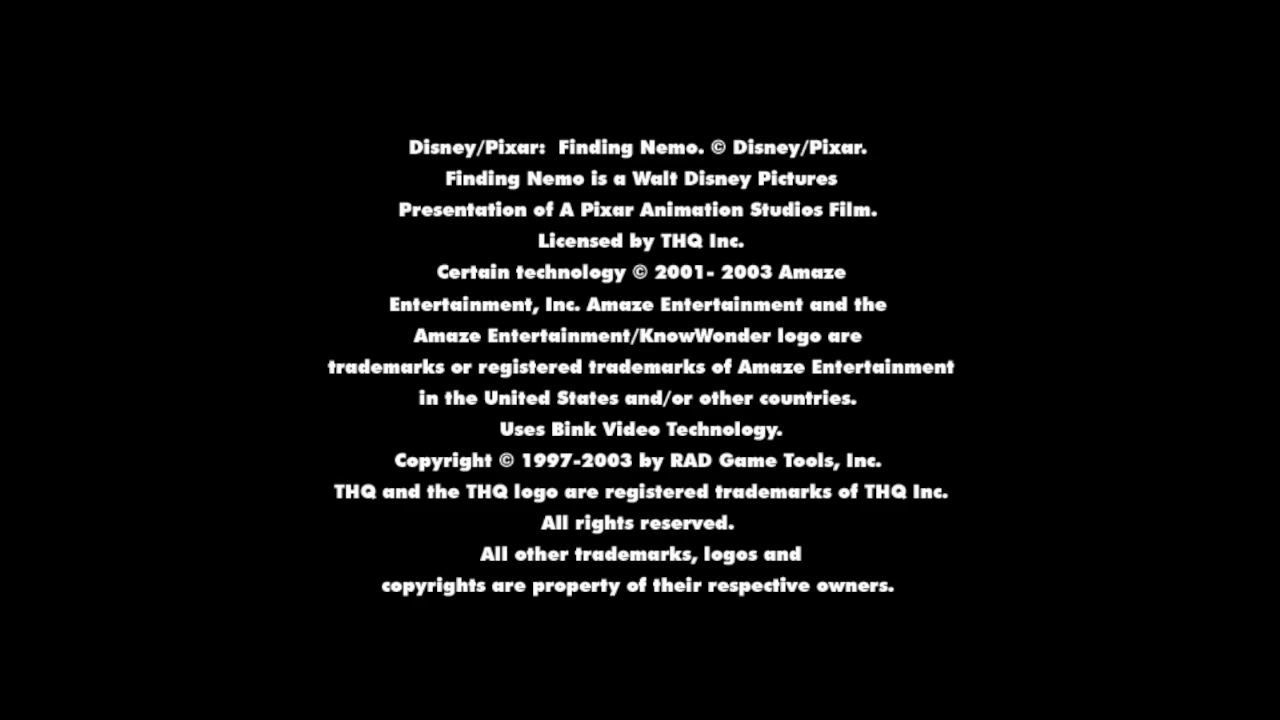 Disney/Pixar:  Finding Nemo. © Disney/Pixar.
Finding Nemo is a Walt Disney Pictures
Presentation of A Pixar Animation Studios Film.
Licensed by THQ Inc.
Certain technology © 2001- 2003 Amaze
Entertainment, Inc. Amaze Entertainment and the
Amaze Entertainment/KnowWonder logo are
trademarks or registered trademarks of Amaze Entertainment
in the United States and/or other countries.
Uses Bink Video Technology.
Copyright © 1997-2003 by RAD Game Tools, Inc.
THQ and the THQ logo are registered trademarks of THQ Inc.
All rights reserved.
All other trademarks, logos and
copyrights are property of their respective owners.